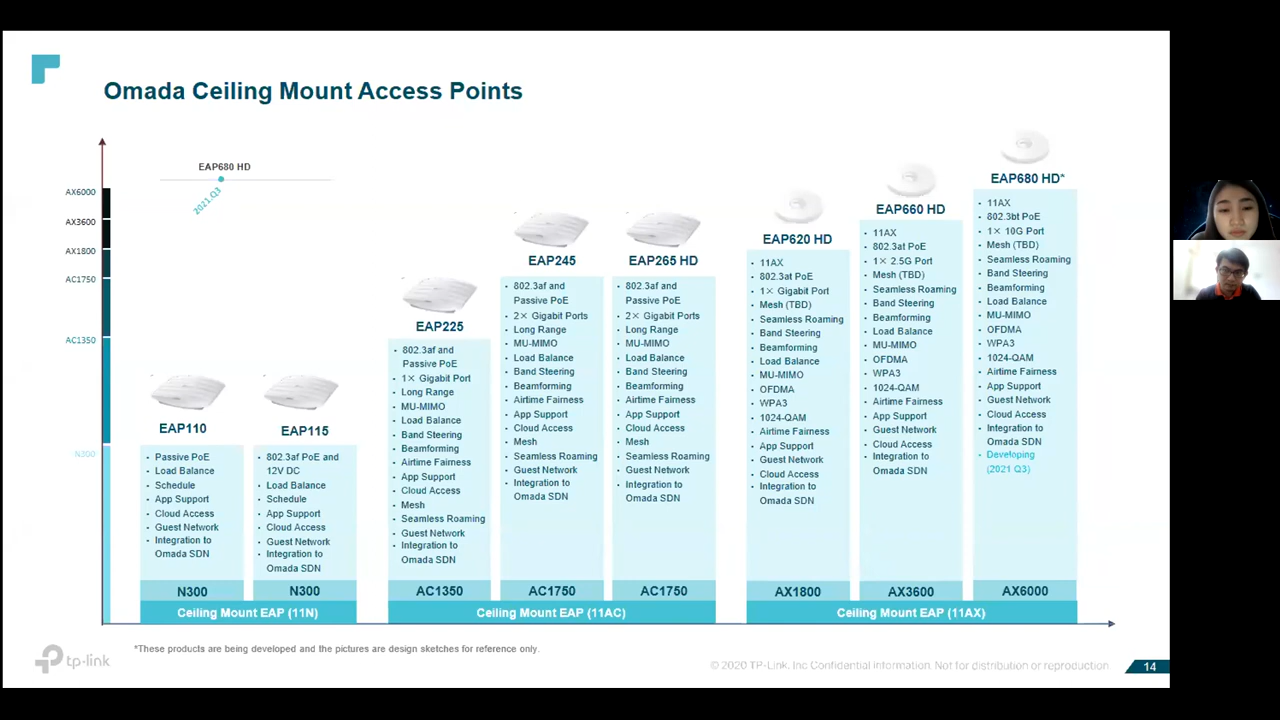 Omada Ceiling Mount Access Points
EAP680 HD
2021.Q3
AX6000
AX3600
AX1800
AC1750
AC1350
N300
EAP110
• Passive PoE
• Load Balance
• Schedule
• App Support
• Cloud Access
• Guest Network
• Integration to
Omada SDN
N300
EAP115
• 802.3af PoE and
12V DC
• Load Balance
• Schedule
• App Support
• Cloud Access
• Guest Network
• Integration to
Omada SDN
N300
Ceiling Mount EAP (11N)
EAP225
• 802.3af and
Passive PoE
• 1× Gigabit Port
• Long Range
• MU-MIMO
• Load Balance
• Band Steering
• Beamforming
• Airtime Fairness
• App Support
• Cloud Access
• Mesh
• Seamless Roaming
• Guest Network
• Integration to
Omada SDN
AC1350
EAP245
• 802.3af and
Passive PoE
• 2× Gigabit Ports
• Long Range
• MU-MIMO
• Load Balance
• Band Steering
• Beamforming
• Airtime Fairness
• App Support
• Cloud Access
• Mesh
• Seamless Roaming
• Guest Network
• Integration to
Omada SDN
AC1750
EAP265 HD
• 802.3af and
Passive PoE
• 2× Gigabit Ports
• Long Range
• MU-MIMO
• Load Balance
• Band Steering
• Beamforming
• Airtime Fairness
• App Support
• Cloud Access
• Mesh
• Seamless Roaming
• Guest Network
• Integration to
Omada SDN
AC1750
Ceiling Mount EAP (11AC)
EAP620 HD
• 11AX
• 802.3at PoE
• 1× Gigabit Port
• Mesh (TBD)
• Seamless Roaming
• Band Steering
• Beamforming
• Load Balance
• MU-MIMO
• OFDMA
• WPA3
• 1024-QAM
• Airtime Fairness
• App Support
• Guest Network
• Cloud Access
• Integration to
Omada SDN
AX1800
EAP660 HD
• 11AX
• 802.3at PoE
• 1× 2.5G Port
• Mesh (TBD)
• Seamless Roaming
• Band Steering
• Beamforming
• Load Balance
• MU-MIMO
• OFDMA
• WPA3
• 1024-QAM
• Airtime Fairness
• App Support
• Guest Network
• Cloud Access
• Integration to
Omada SDN
AX3600
EAP680 HD*
• 11AX
• 802.3bt PoE
• 1× 10G Port
• Mesh (TBD)
• Seamless Roaming
• Band Steering
• Beamforming
• Load Balance
• MU-MIMO
• OFDMA
• WPA3
• 1024-QAM
• Airtime Fairness
• App Support
• Guest Network
• Cloud Access
• Integration to
Omada SDN
• Developing
(2021 Q3)
AX6000
Ceiling Mount EAP (11AX)
*These products are being developed and the pictures are design sketches for reference only.
tp-link
© 2020 TP-Link. Inc Confidential Information. Not for distribution or reproduction
14